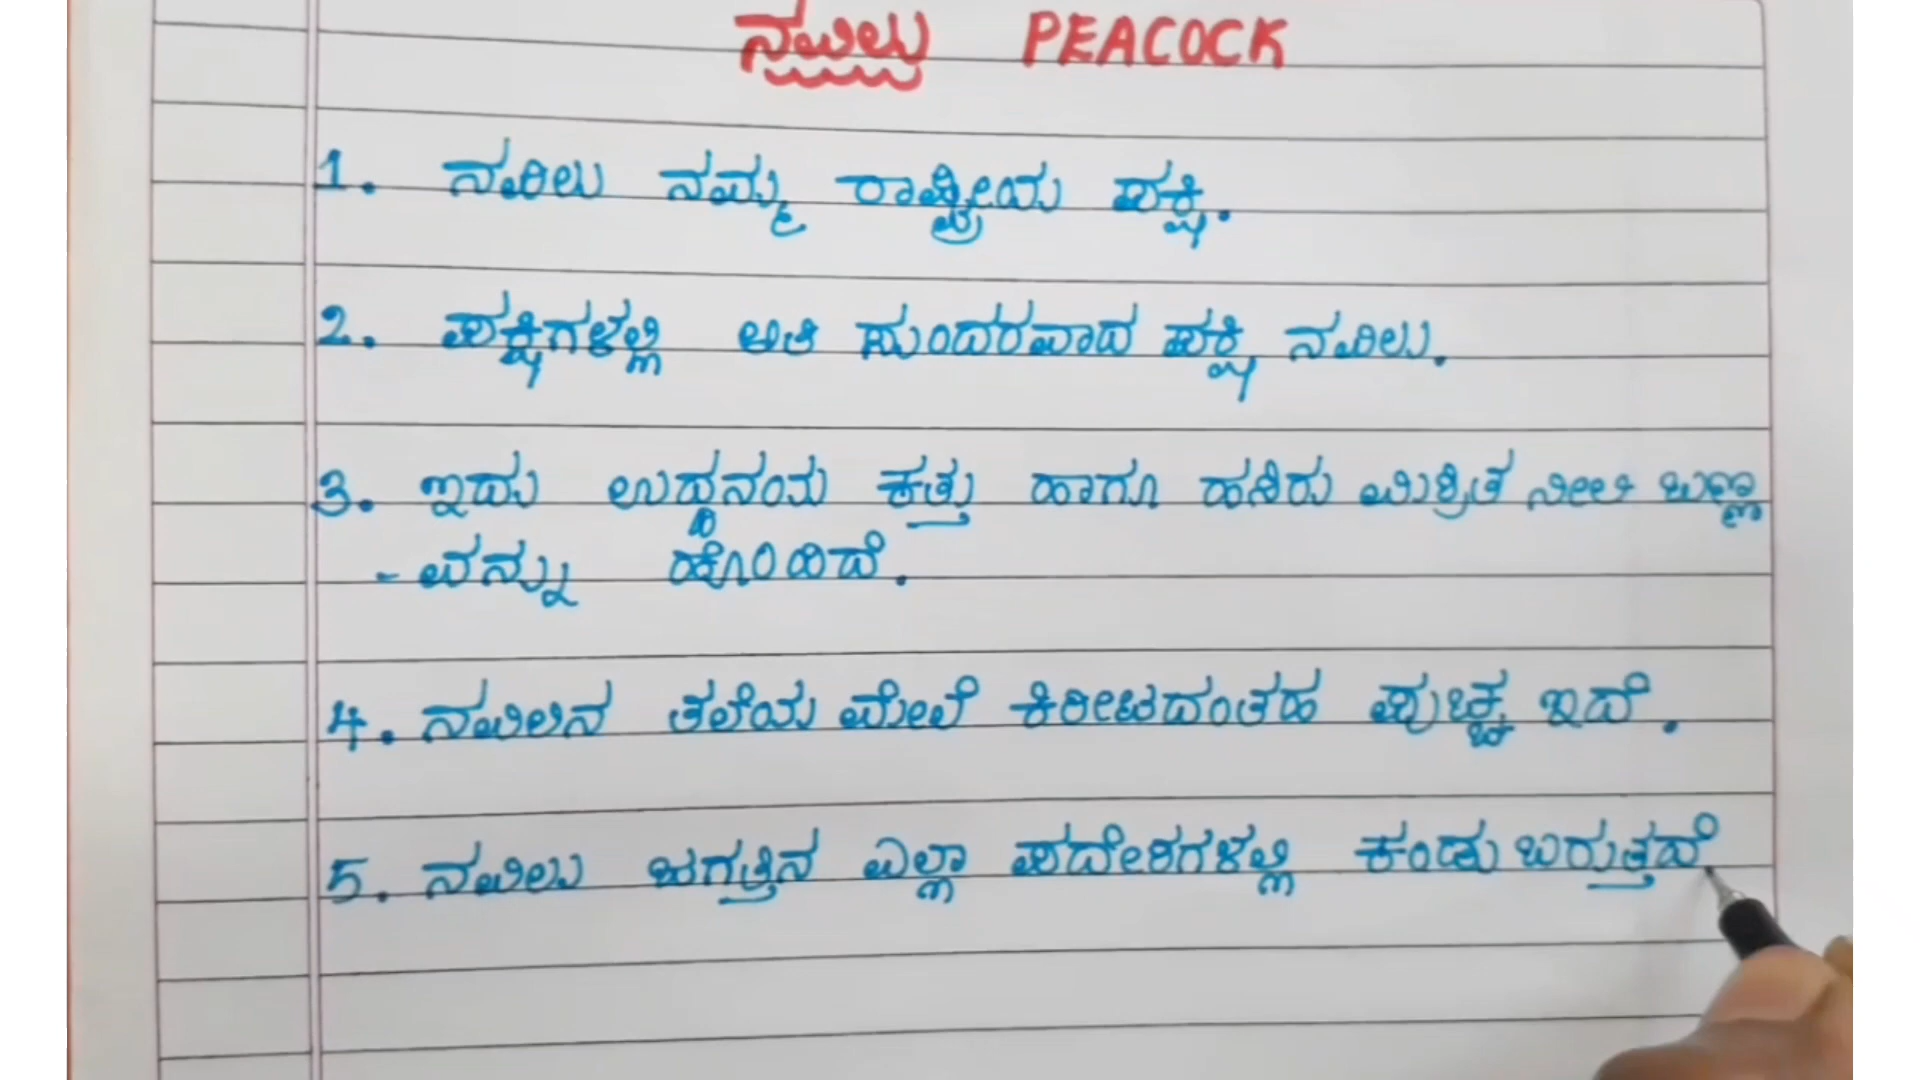 ನವಿಲು PEACOCK
1. ನವಿಲು ನಮ್ಮ ರಾಷ್ಟ್ರೀಯ ಪಕ್ಷಿ.
2. ಪಕ್ಷಿಗಳಲ್ಲಿ ಅತಿ ಸುಂದರವಾದ ಪಕ್ಷಿ ನವಿಲು.
3. ಇದು ಉದ್ದನೆಯ ಕತ್ತು ಹಾಗೂ ಹಸಿರು ಮಿಶ್ರಿತ ನೀಲಿ ಬಣ್ಣ
- ವನ್ನು ಹೊಂದಿದೆ.
4. ನವಿಲಿನ ತಲೆಯ ಮೇಲೆ ಕಿರೀಟದಂತಹ ಪುಚ್ಚ ಇದೆ.
5. ನವಿಲು ಜಗತ್ತಿನ ಎಲ್ಲಾ ಪದೇಶಗಳಲ್ಲಿ ಕಂಡು ಬರುತ್ತದೆ.